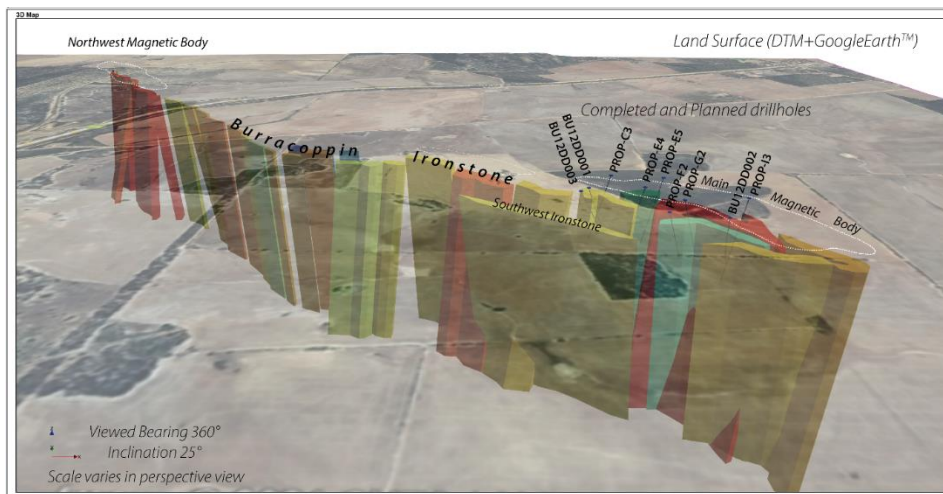 3D Map
Northwest Magnetic Body
Land Surface (DTM+GoogleEarth™)
Completed and Planned drillholes
Burracoppin Ironstone
BU12DD003
BU12DD00
PROP-C3
PROP-E4
PROP-E5
PROP-F2
PROP-G2
BU12DD002
PROP-I3
Main Magnetic Body
Southwest Ironstone
Viewed Bearing 360°
Inclination 25°
X
Scale varies in perspective view